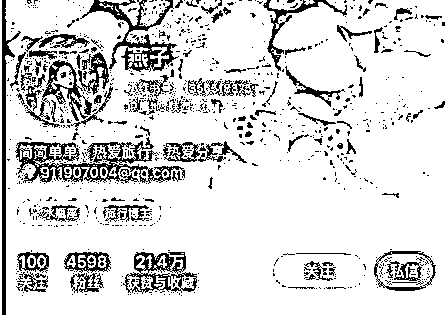 燕子
简简单单 热爱旅行 热爱分享
911907004@qq.com
旅行博主
100 4598 21.4万
关注 粉丝 获赞与收藏
关注 私信